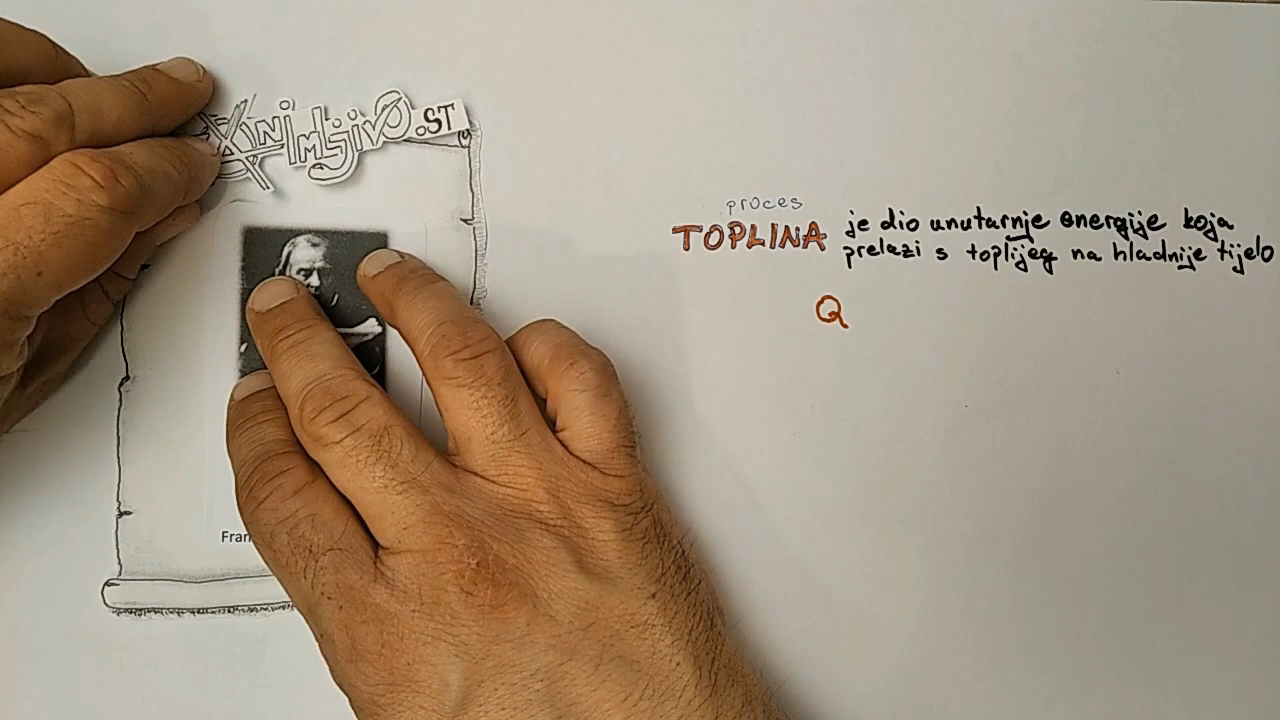 Zanimljivo.ST
Fran
proces
TOPLINA je dio unutarnje energije koja
prelazi s toplijeg na hladnije tijelo
Q